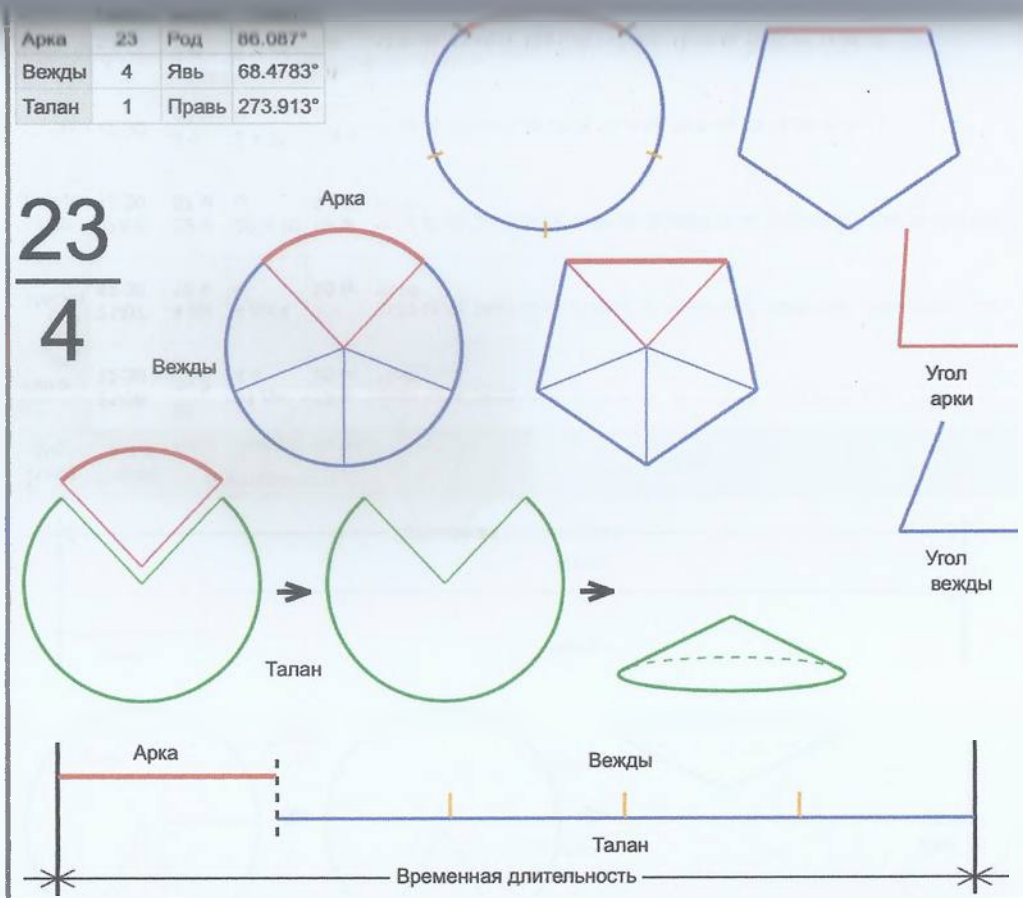 Арка 23 Род 86.087°
Вежды 4 Явь 68.4783°
Талан 1 Правь 273.913°
23
4
Арка
Вежды
Угол
арки
Угол
вежды
Талан
Арка
Вежды
Талан
Временная длительность